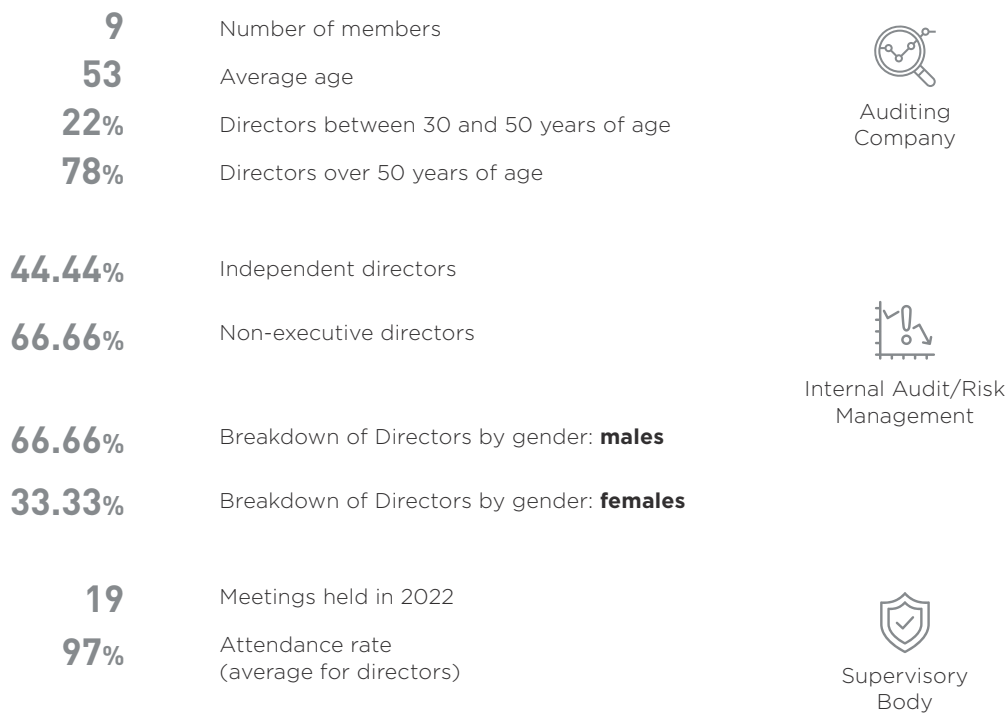 9 Number of members
53 Average age
22% Directors between 30 and 50 years of age
78% Directors over 50 years of age
44.44% Independent directors
66.66% Non-executive directors
66.66% Breakdown of Directors by gender: males
33.33% Breakdown of Directors by gender: females
19 Meetings held in 2022
97% Attendance rate
(average for directors)
Auditing
Company
Internal Audit/Risk
Management
Supervisory
Body